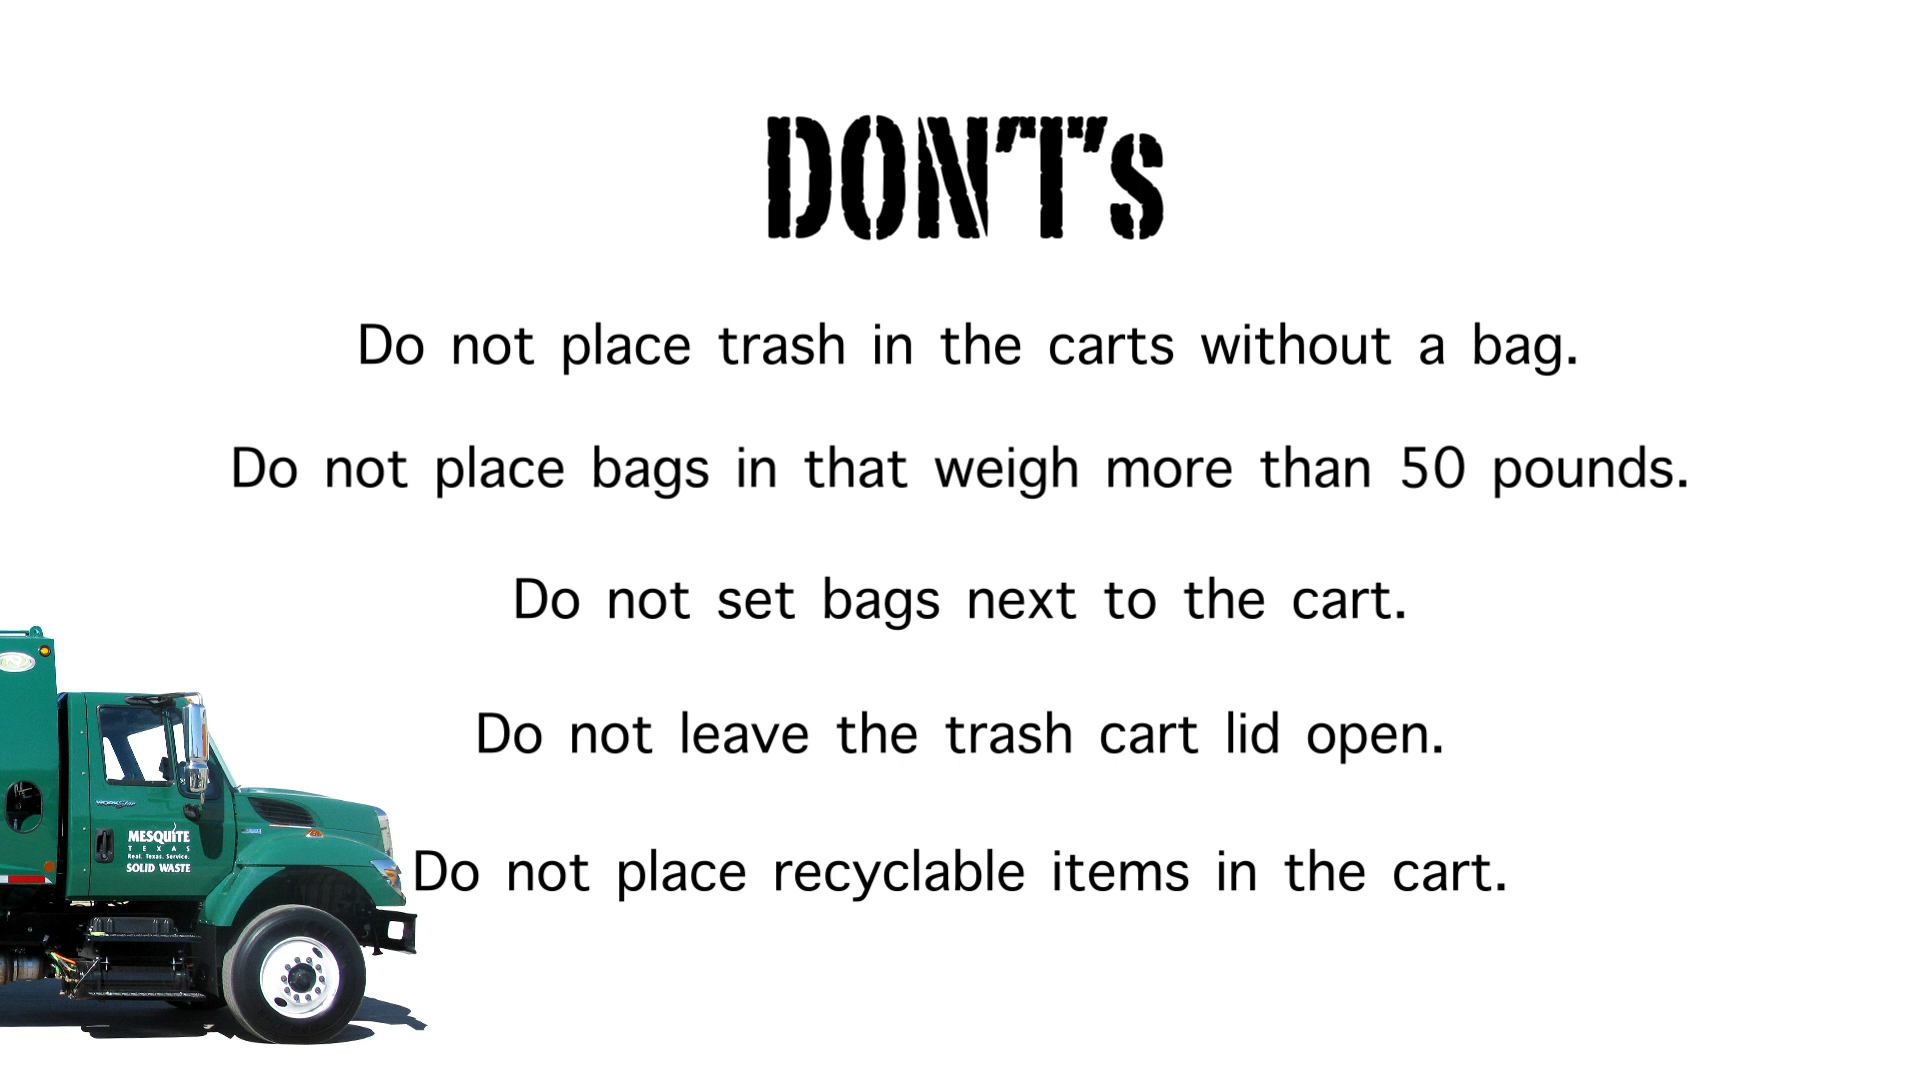 DON'T's
Do not place trash in the carts without a bag.
Do not place bags in that weigh more than 50 pounds.
Do not set bags next to the cart.
Do not leave the trash cart lid open.
MESQUITE
TEXAS
Real. Texas. Service.
SOLID WASTE
Do not place recyclable items in the cart.